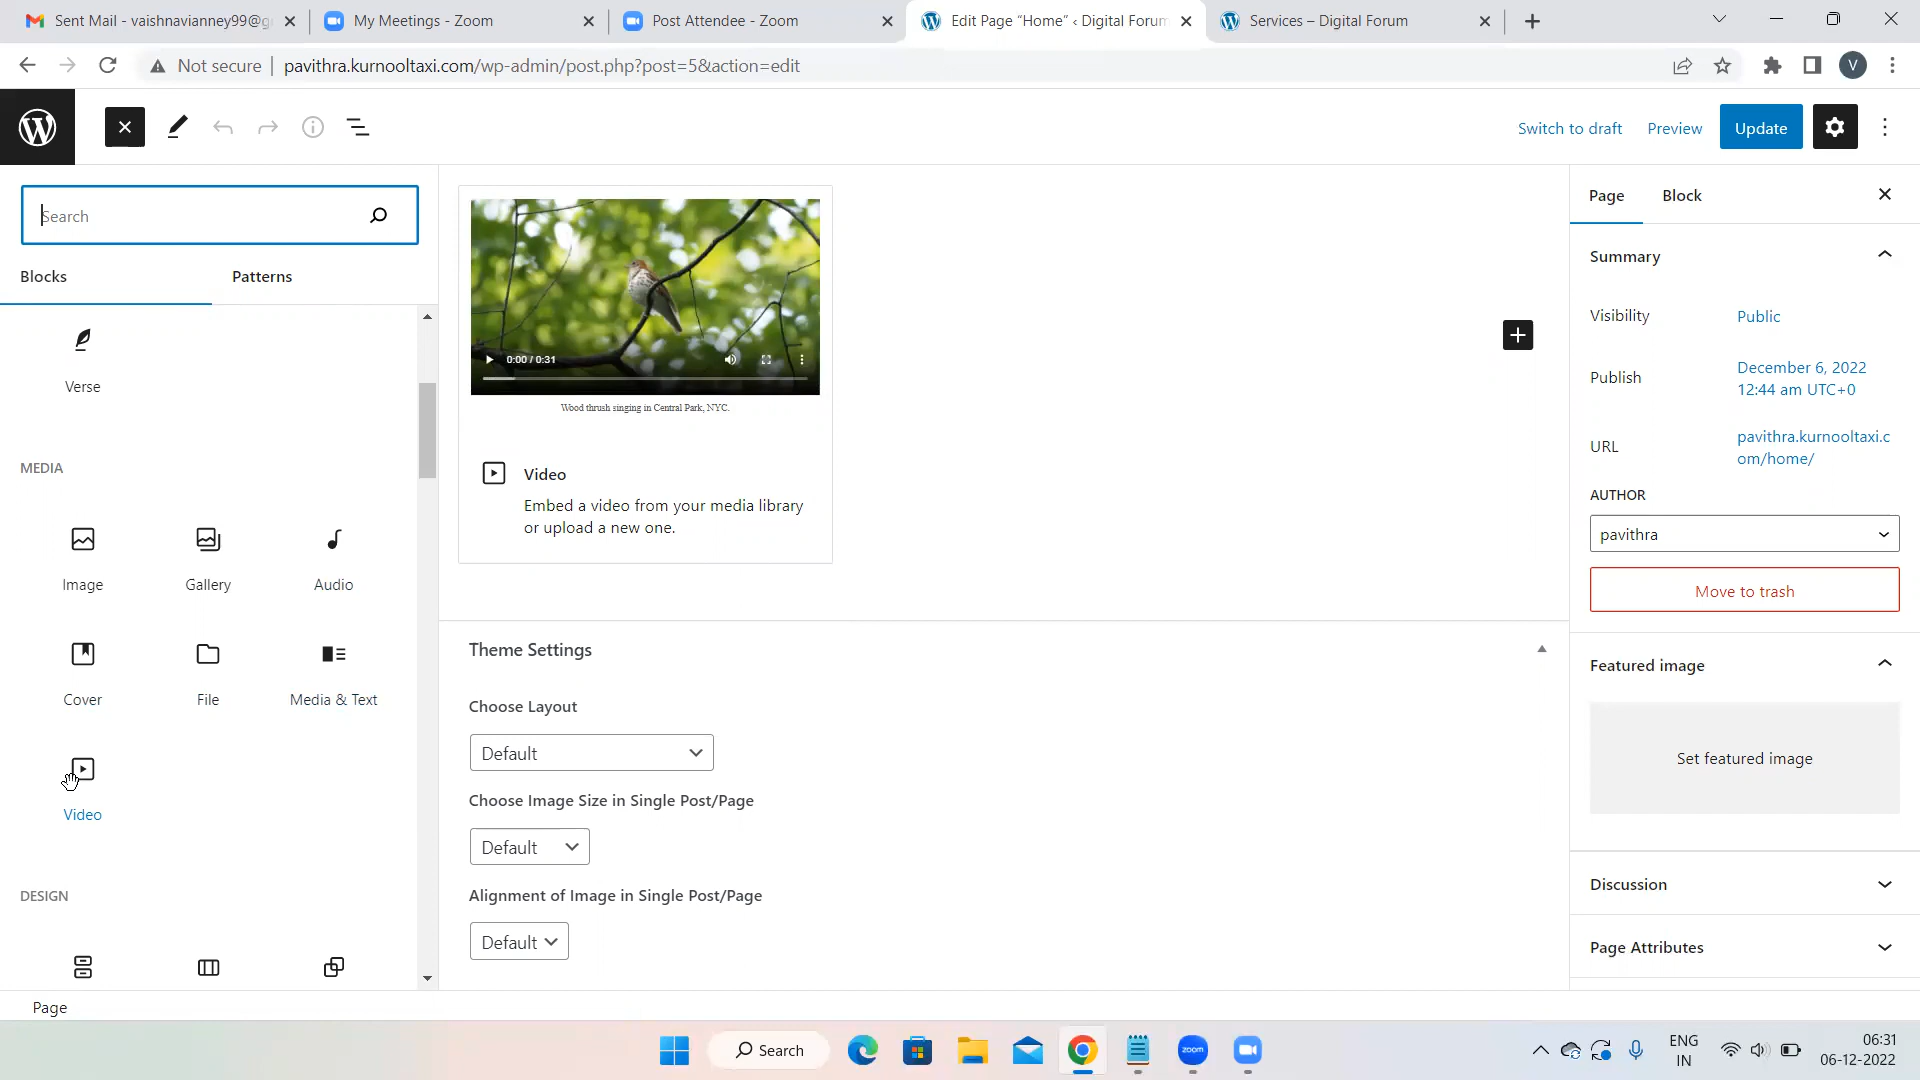 Sent Mail - vaishnavianney99@g
My Meetings - Zoom
Post Attendee - Zoom
Edit Page “Home” ‹ Digital Forum
Services – Digital Forum
Not secure | pavithra.kurnooltaxi.com/wp-admin/post.php?post=5&action=edit
V
Switch to draft
Preview
Update
Search
Blocks
Patterns
Verse
MEDIA
Image
Gallery
Audio
Cover
File
Media & Text
Video
DESIGN
0:00 / 0:31
Wood thrush singing in Central Park, NYC.
Video
Embed a video from your media library
or upload a new one.
Theme Settings
Choose Layout
Default
Choose Image Size in Single Post/Page
Default
Alignment of Image in Single Post/Page
Default
Page
Block
Summary
Visibility
Public
Publish
December 6, 2022
12:44 am UTC+0
URL
pavithra.kurnooltaxi.c
om/home/
AUTHOR
pavithra
Move to trash
Featured image
Set featured image
Discussion
Page Attributes
Page
Search
zoom
ENG
IN
06:31
06-12-2022